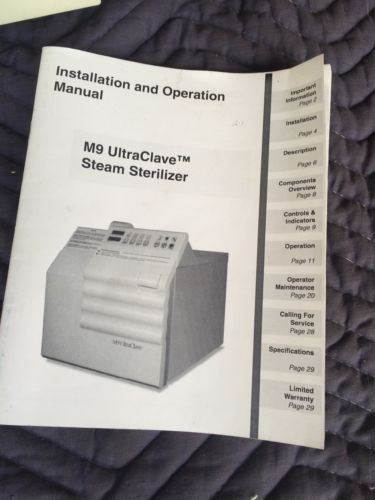 Installation and Operation
Manual
M9 UltraClave™
Steam Sterilizer
M9 UltraClave
Important
Information
Page 2
Installation
Page 4
Description
Page 6
Components
Overview
Page 8
Controls &
Indicators
Page 9
Operation
Page 11
Operator
Maintenance
Page 20
Calling For
Service
Page 28
Specifications
Page 29
Limited
Warranty
Page 29